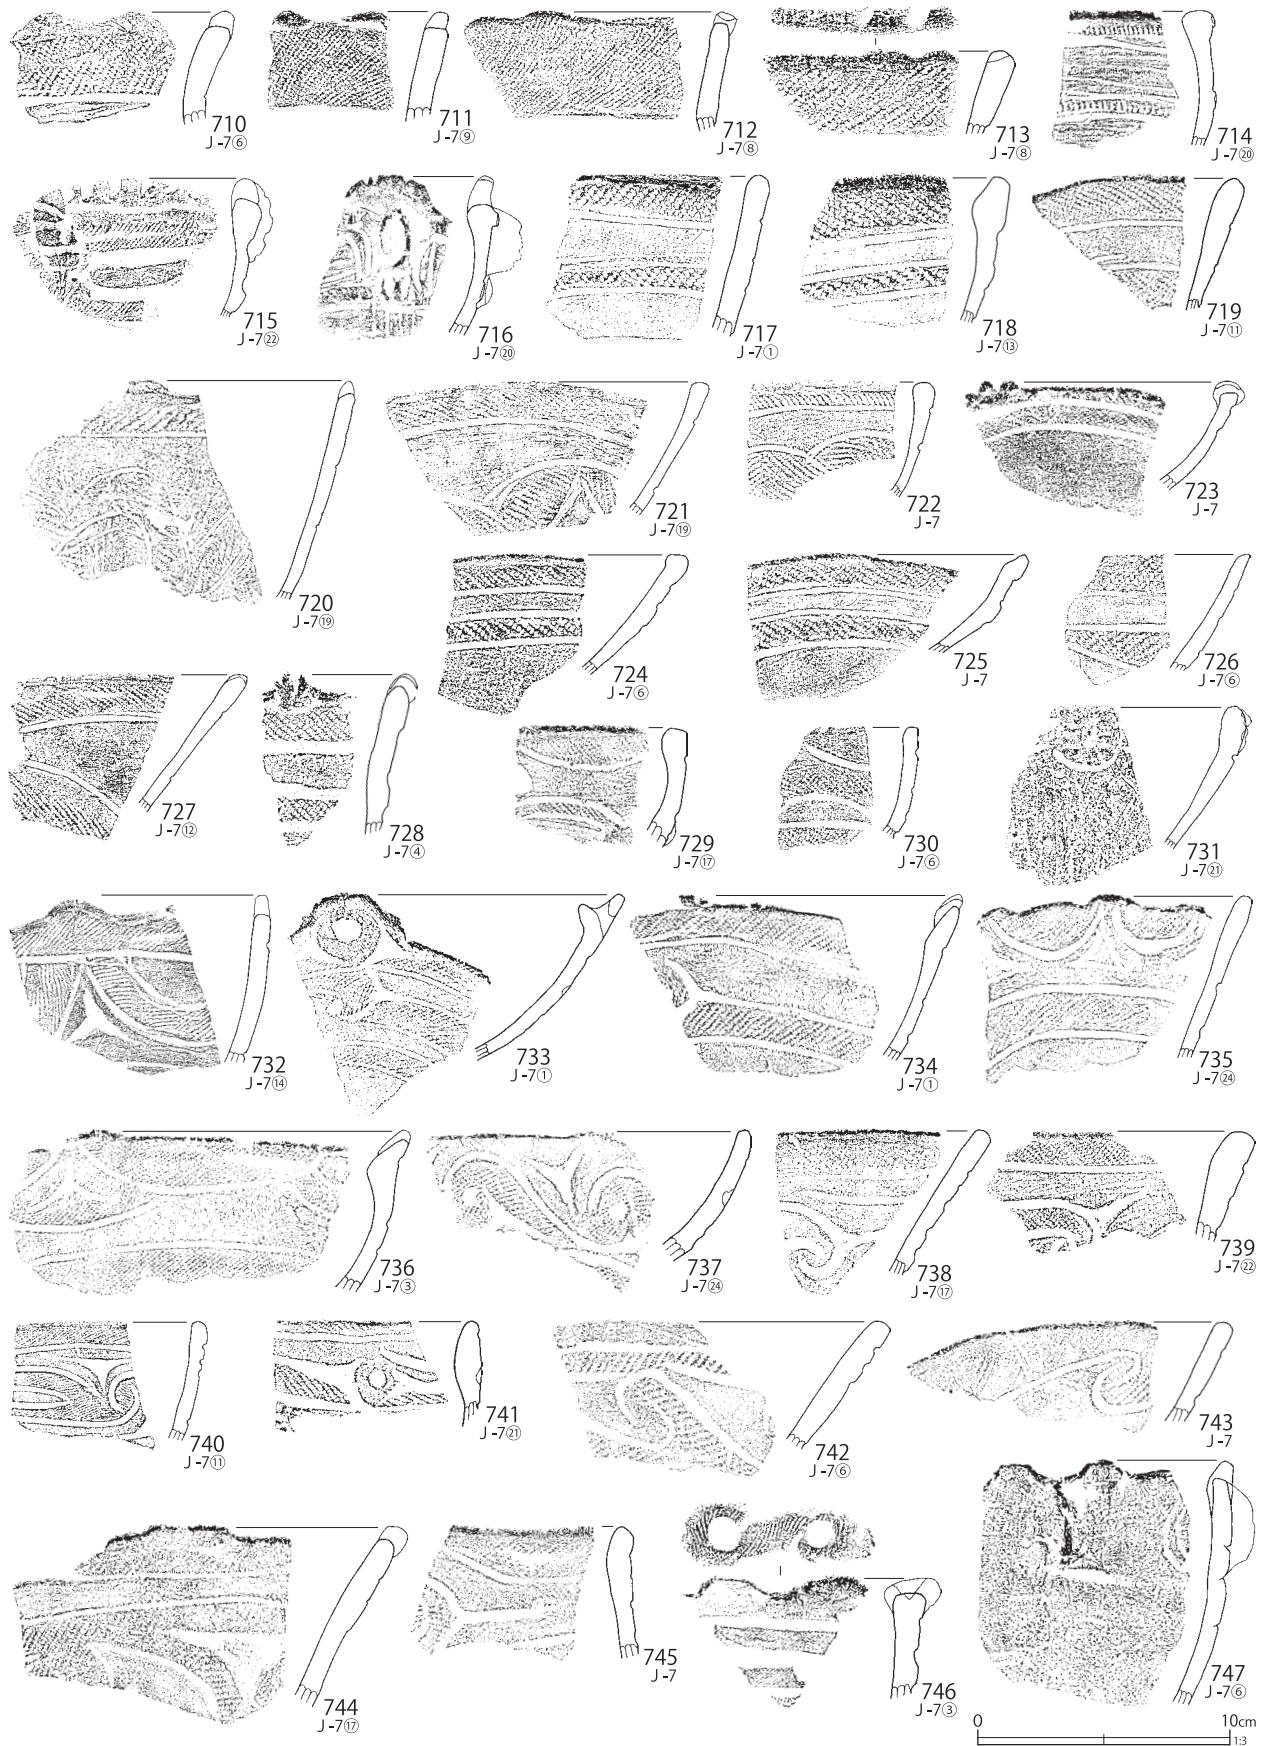 710
J-7⑥
711
J-7⑨
712
J-7⑧
713
J-7⑧
714
J-7⑳
715
J-7㉒
716
J-7⑳
717
J-7①
718
J-7⑬
719
J-7⑪
720
J-7⑲
721
J-7⑲
722
J-7
723
J-7
724
J-7⑥
725
J-7
726
J-7⑥
727
J-7⑫
728
J-7④
729
J-7⑰
730
J-7⑥
731
J-7㉑
732
J-7⑭
733
J-7①
734
J-7①
735
J-7㉔
736
J-7③
737
J-7㉔
738
J-7⑰
739
J-7㉒
740
J-7⑪
741
J-7㉑
742
J-7⑥
743
J-7
744
J-7⑰
745
J-7
746
J-7③
747
J-7⑥
0 10cm
1:3